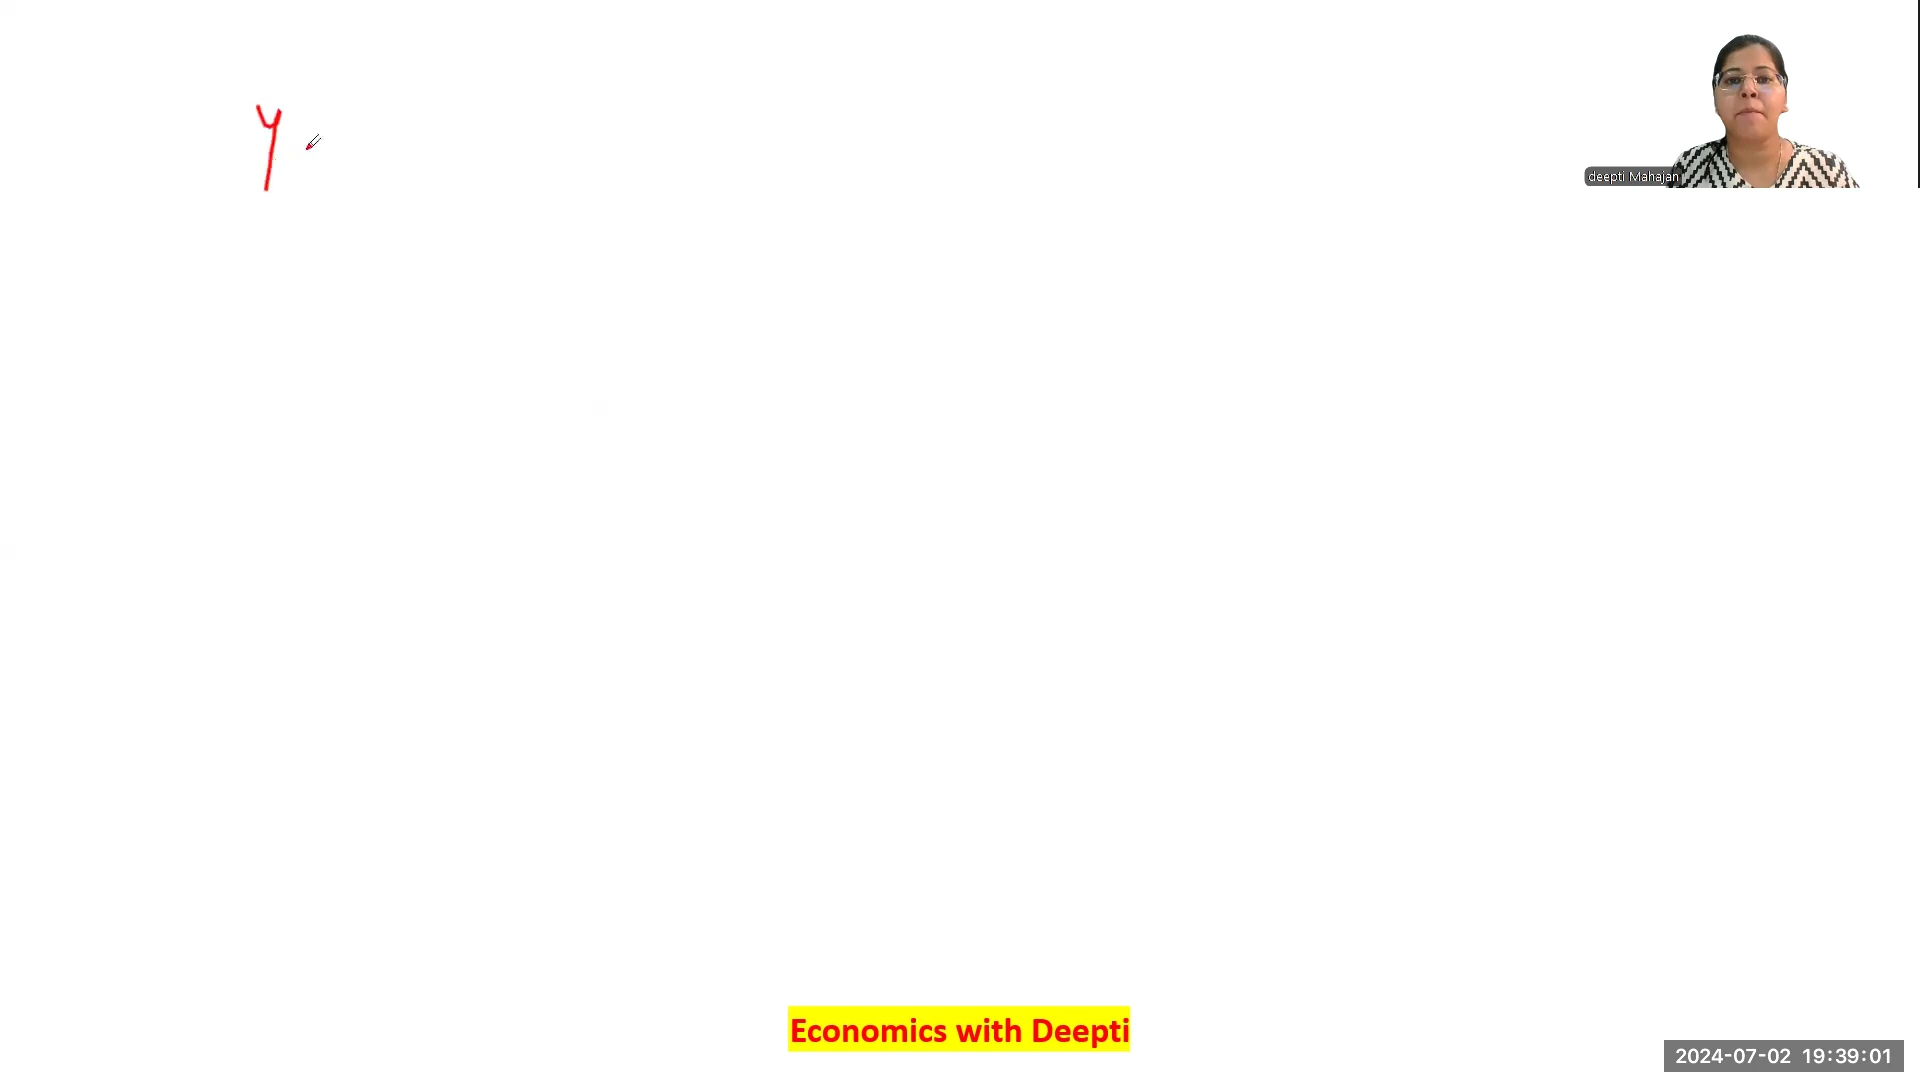 y
deepti Mahajan
Economics with Deepti
2024-07-02 19:39:01